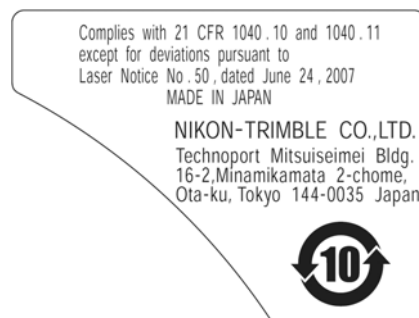 Complies with 21 CFR 1040.10 and 1040.11
except for deviations pursuant to
Laser Notice No.50, dated June 24, 2007
MADE IN JAPAN
NIKON-TRIMBLE CO.,LTD.
Technoport Mitsuiseimei Bldg.
16-2,Minamikamata 2-chome,
Ota-ku, Tokyo 144-0035 Japan
10